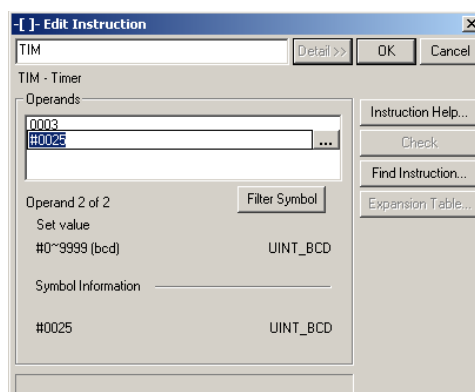 -[ ]- Edit Instruction
TIM
Detail >>
OK
Cancel
TIM - Timer
Operands
0003
#0025
...
Instruction Help...
Check
Find Instruction...
Expansion Table...
Operand 2 of 2
Filter Symbol
Set value
#0~9999 (bcd) UINT_BCD
Symbol Information
#0025 UINT_BCD